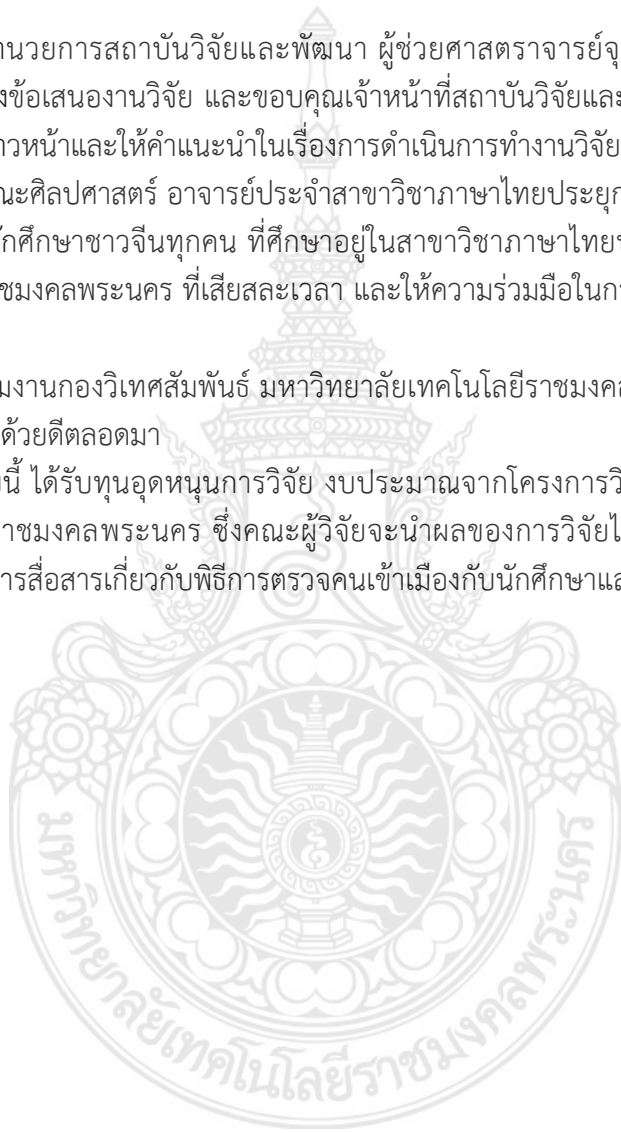 านวยการสถาบันวิจัยและพัฒนา ผู้ช่วยศาสตราจารย์จุ
งข้อเสนองานวิจัย และขอบคุณเจ้าหน้าที่สถาบันวิจัยและ
าวหน้าและให้คำแนะนำในเรื่องการดำเนินการทำงานวิจัย
ณะศิลปศาสตร์ อาจารย์ประจำสาขาวิชาภาษาไทยประยุก
ักศึกษาชาวจีนทุกคน ที่ศึกษาอยู่ในสาขาวิชาภาษาไทยป
ชมงคลพระนคร ที่เสียสละเวลา และให้ความร่วมมือในกา
มงานกองวิเทศสัมพันธ์ มหาวิทยาลัยเทคโนโลยีราชมงคล
ด้วยดีตลอดมา
นี้ ได้รับทุนอุดหนุนการวิจัย งบประมาณจากโครงการวิ
าชมงคลพระนคร ซึ่งคณะผู้วิจัยจะนำผลของการวิจัยไ
ารสื่อสารเกี่ยวกับพิธีการตรวจคนเข้าเมืองกับนักศึกษาแล
มหาวิทยาลัยเทคโนโลยีราชมงคลพระนคร